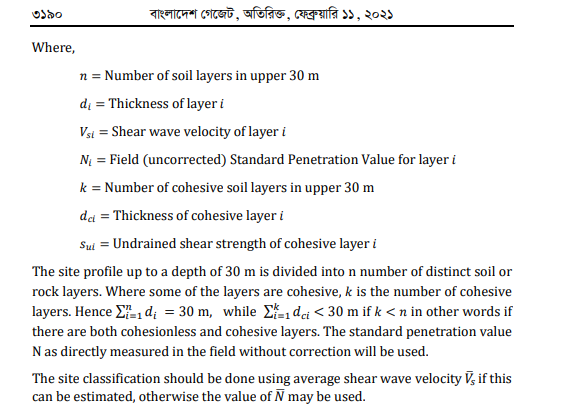 ৩১৯০ বাংলাদেশ গেজেট, অতিরিক্ত, ফেব্রুয়ারি ১১, ২০২১
Where,
n = Number of soil layers in upper 30 m
dᵢ = Thickness of layer i
Vₛᵢ = Shear wave velocity of layer i
Nᵢ = Field (uncorrected) Standard Penetration Value for layer i
k = Number of cohesive soil layers in upper 30 m
d_ci = Thickness of cohesive layer i
s_ui = Undrained shear strength of cohesive layer i
The site profile up to a depth of 30 m is divided into n number of distinct soil or
rock layers. Where some of the layers are cohesive, k is the number of cohesive
layers. Hence ∑ⁿᵢ₌₁ dᵢ = 30 m, while ∑ᵏᵢ₌₁ d_ci < 30 m if k < n in other words if
there are both cohesionless and cohesive layers. The standard penetration value
N as directly measured in the field without correction will be used.
The site classification should be done using average shear wave velocity V̄ₛ if this
can be estimated, otherwise the value of N̄ may be used.